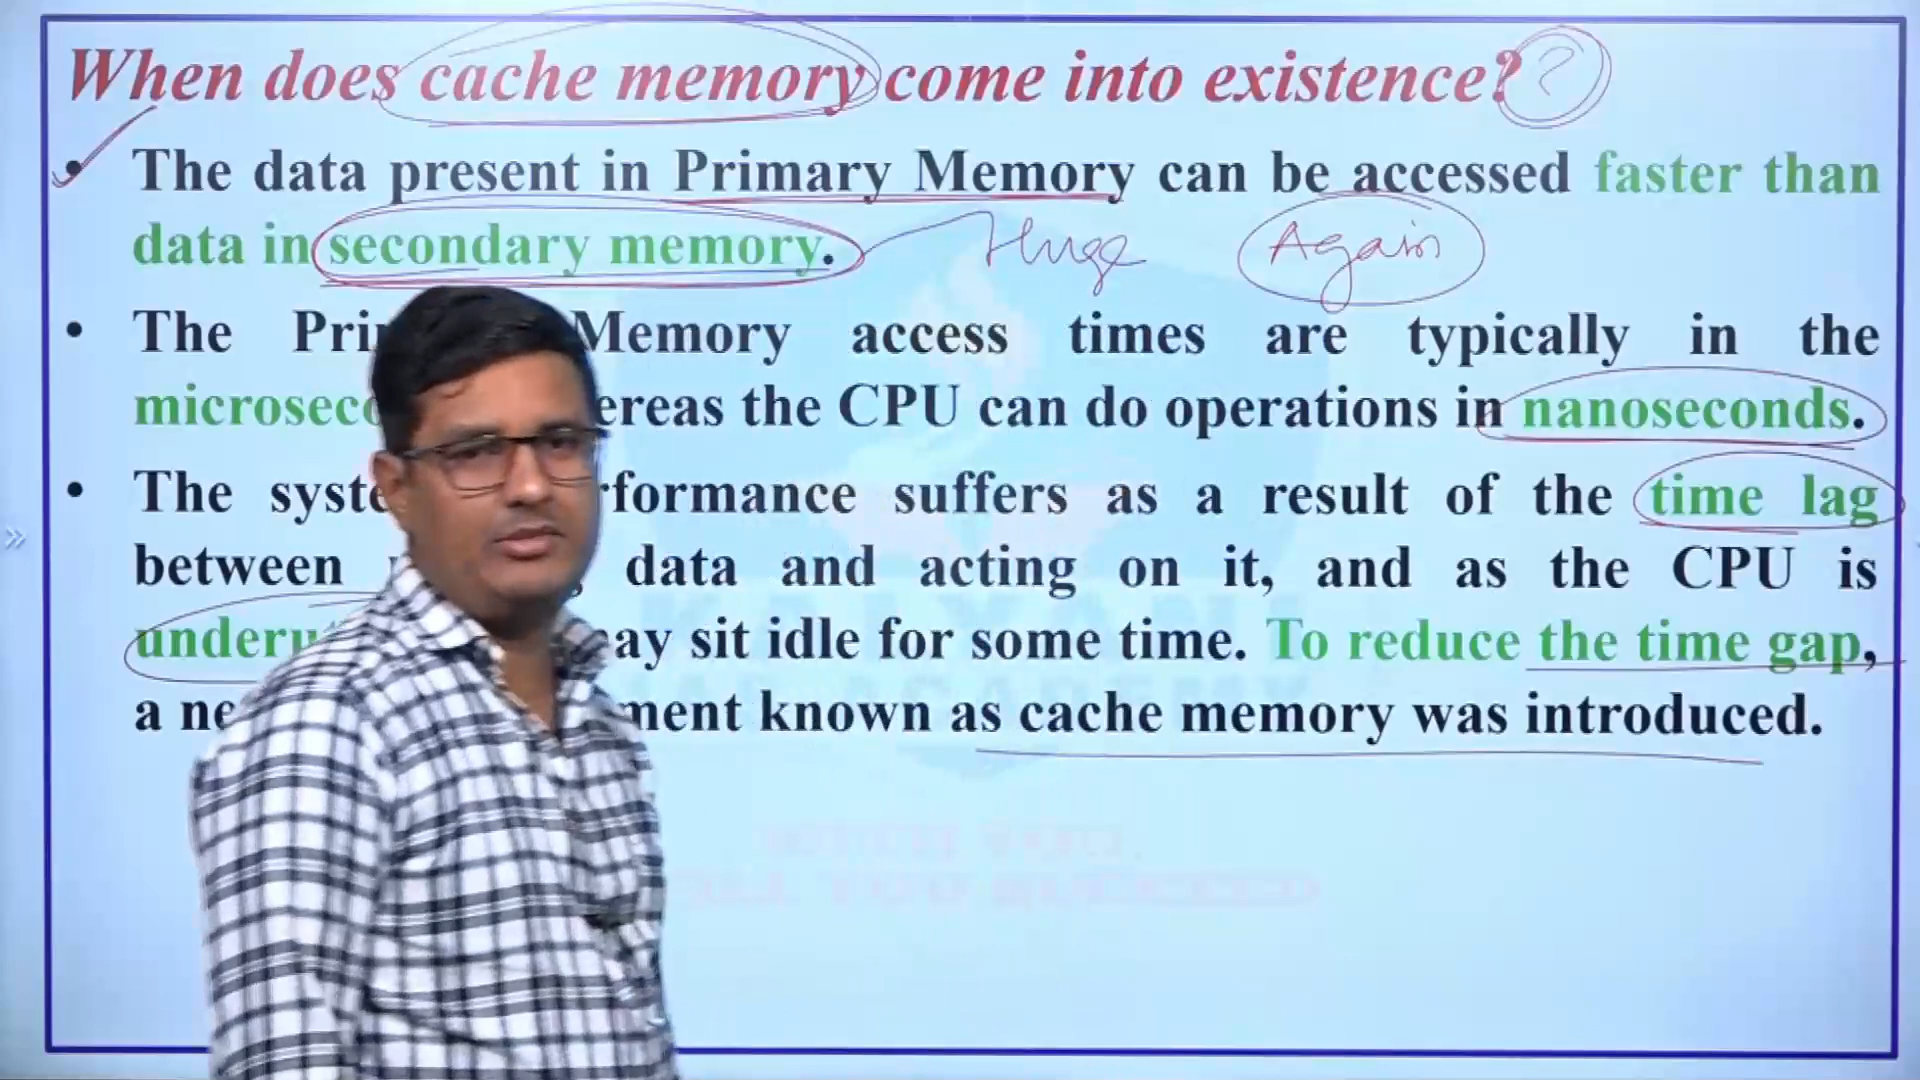 When does cache memory come into existence? ?
• The data present in Primary Memory can be accessed faster than
data in secondary memory. Huge Again
• The Pri Memory access times are typically in the
microseco ereas the CPU can do operations in nanoseconds.
• The syste rformance suffers as a result of the time lag
between data and acting on it, and as the CPU is
underu ay sit idle for some time. To reduce the time gap,
a ne ment known as cache memory was introduced.